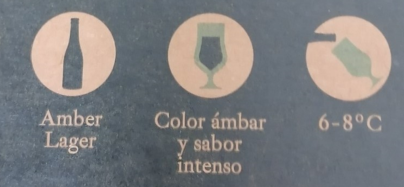 Amber
Lager
Color ámbar
y sabor
intenso
6-8°C